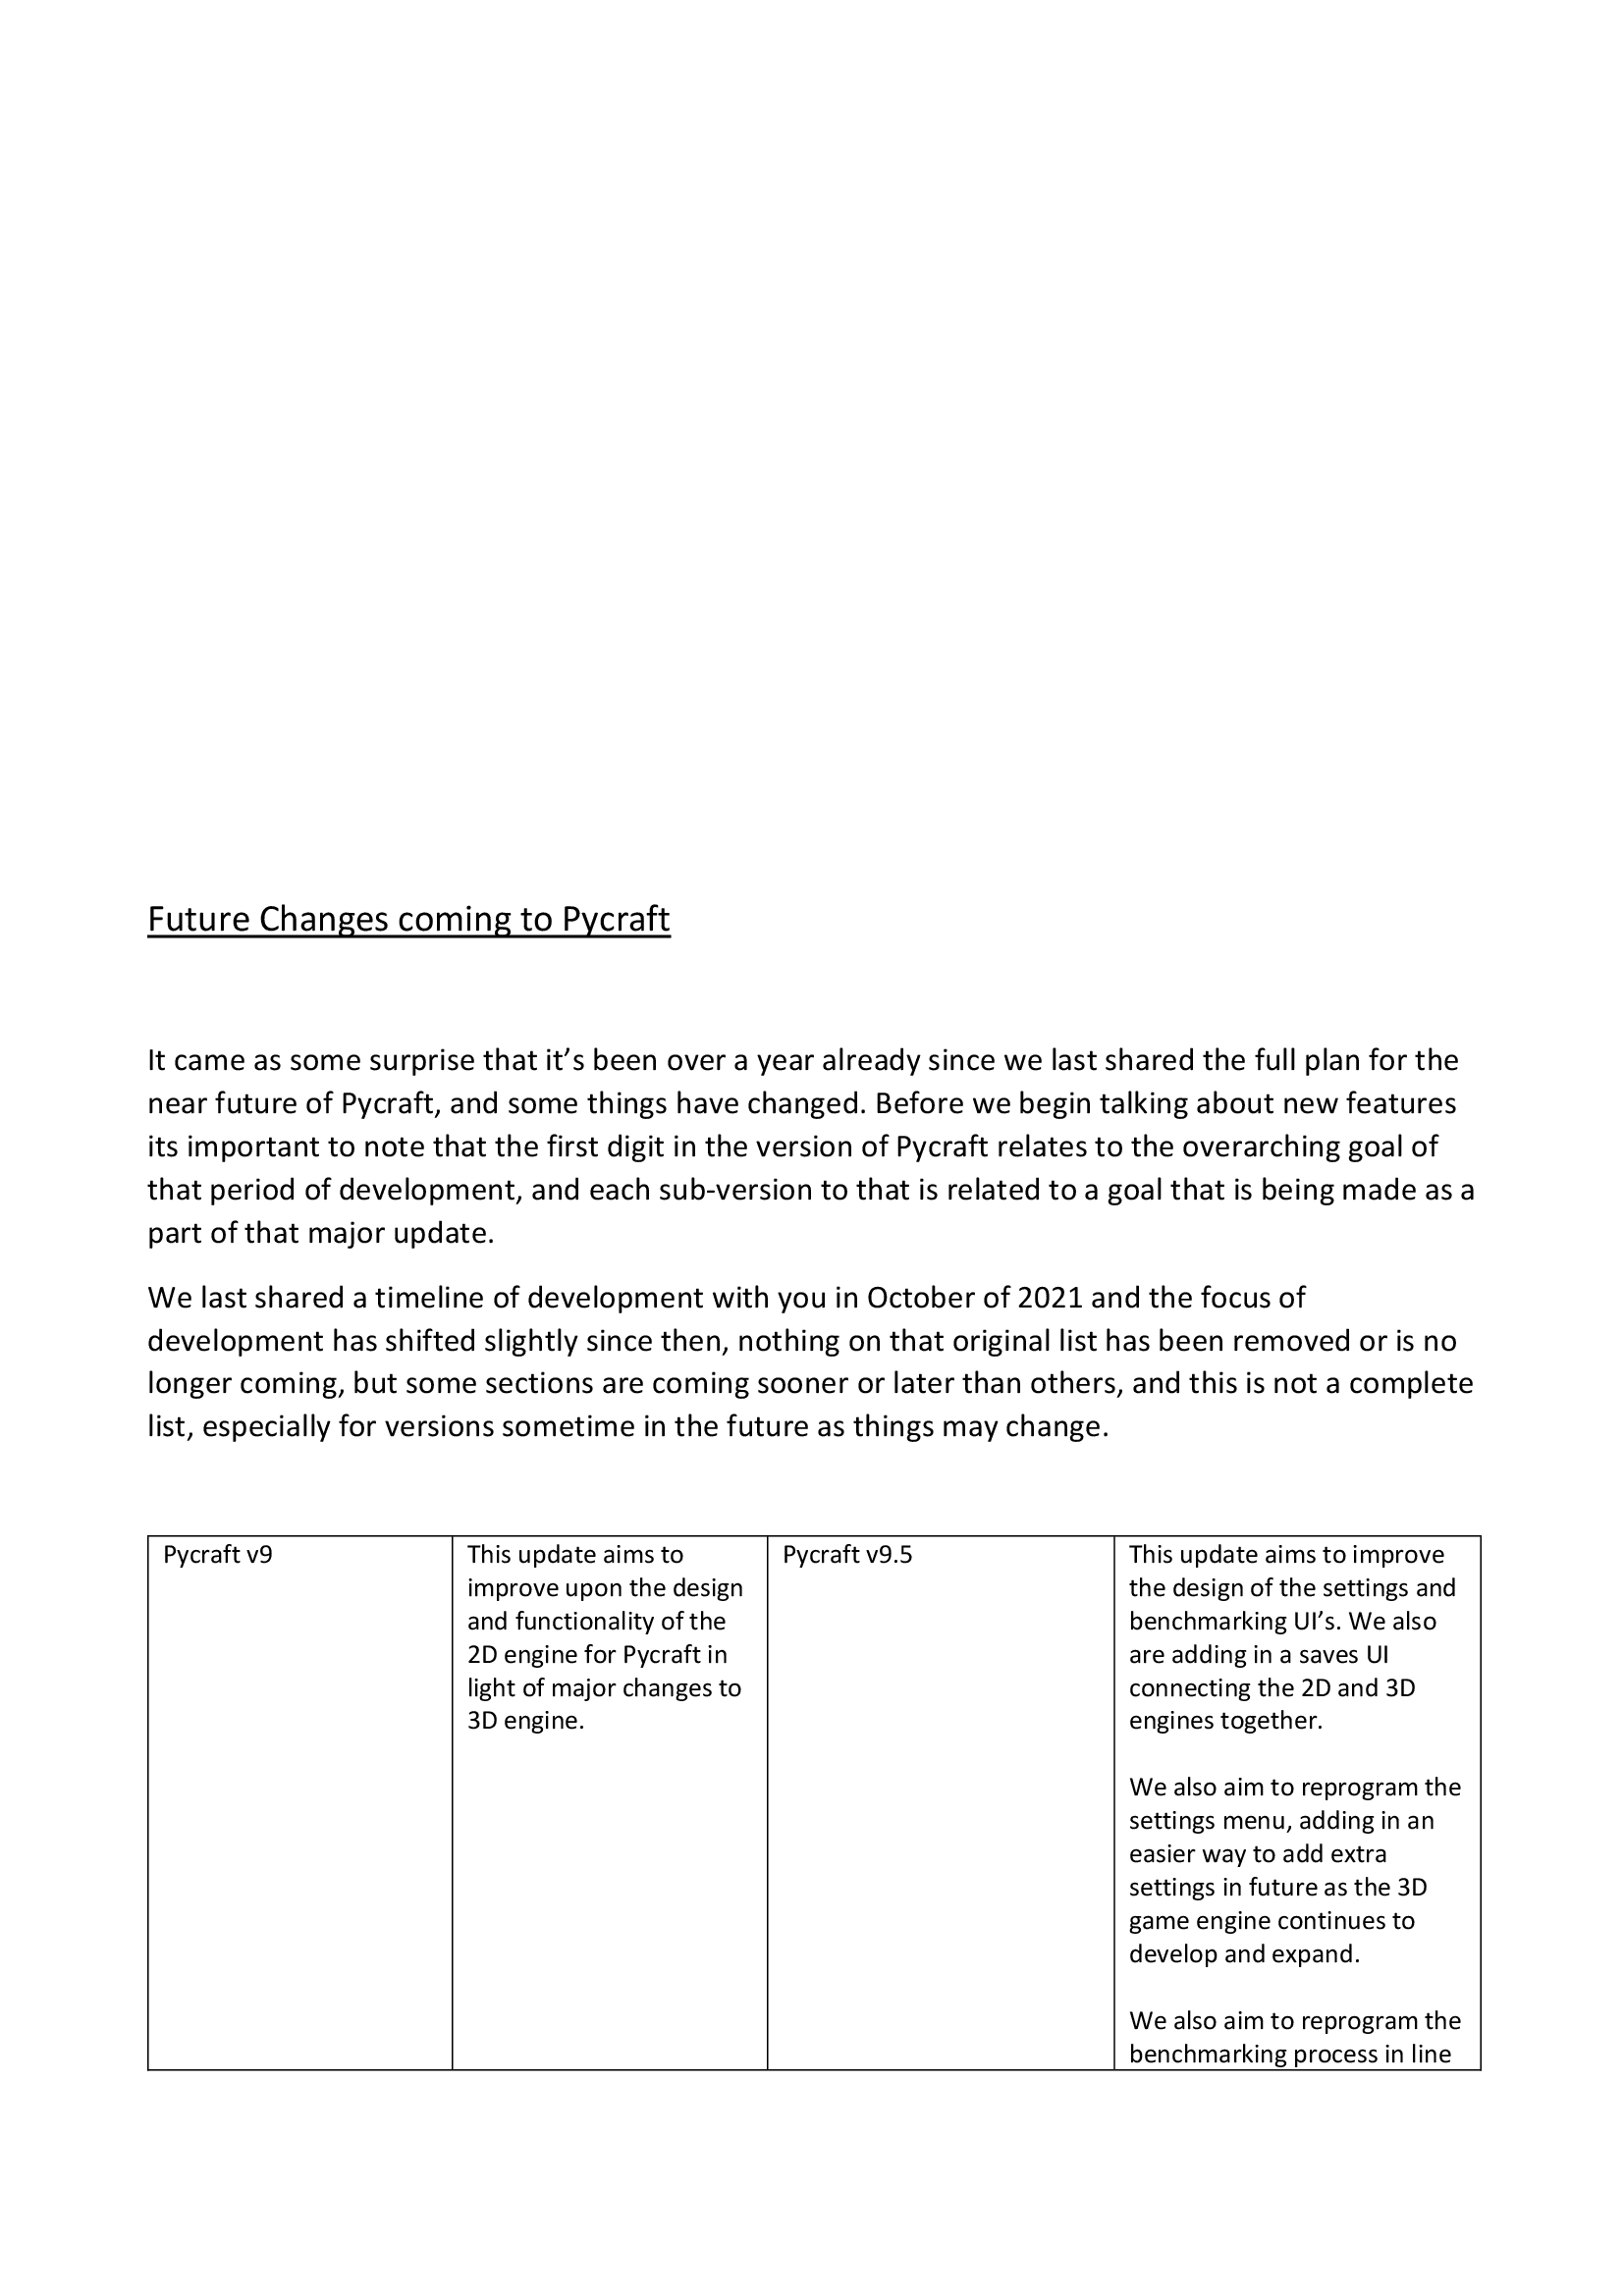 Future Changes coming to Pycraft
It came as some surprise that it’s been over a year already since we last shared the full plan for the
near future of Pycraft, and some things have changed. Before we begin talking about new features
its important to note that the first digit in the version of Pycraft relates to the overarching goal of
that period of development, and each sub-version to that is related to a goal that is being made as a
part of that major update.
We last shared a timeline of development with you in October of 2021 and the focus of
development has shifted slightly since then, nothing on that original list has been removed or is no
longer coming, but some sections are coming sooner or later than others, and this is not a complete
list, especially for versions sometime in the future as things may change.
Pycraft v9
This update aims to
improve upon the design
and functionality of the
2D engine for Pycraft in
light of major changes to
3D engine.
Pycraft v9.5
This update aims to improve
the design of the settings and
benchmarking UI’s. We also
are adding in a saves UI
connecting the 2D and 3D
engines together.
We also aim to reprogram the
settings menu, adding in an
easier way to add extra
settings in future as the 3D
game engine continues to
develop and expand.
We also aim to reprogram the
benchmarking process in line